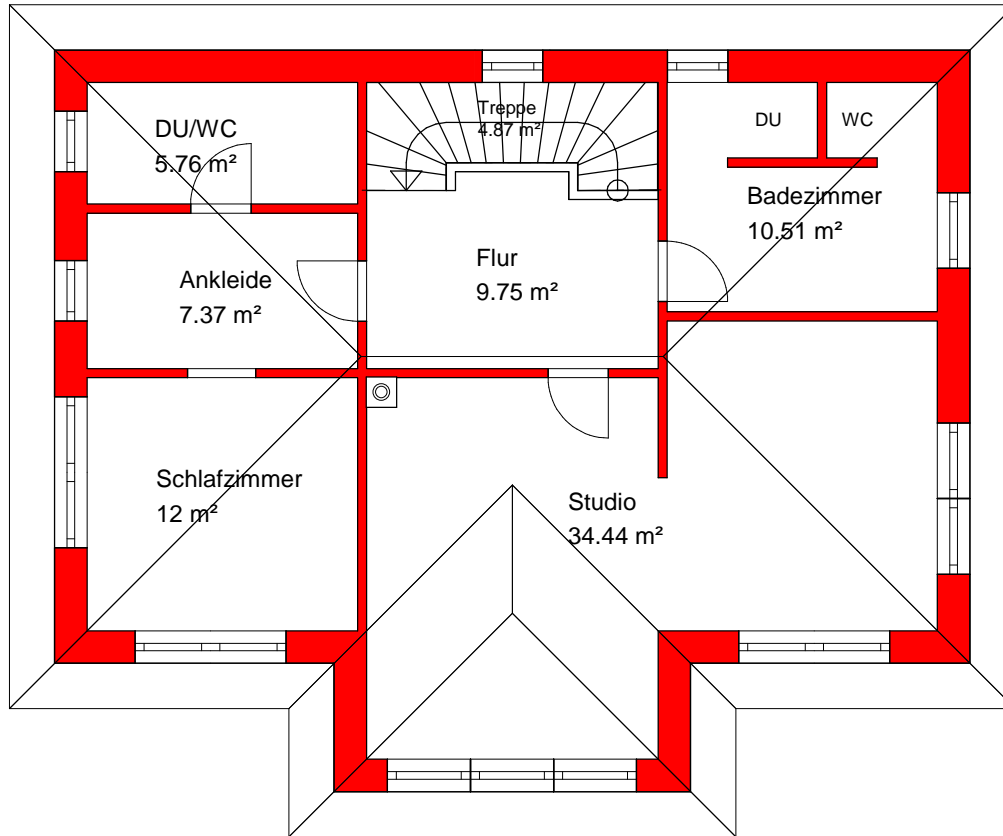 DU/WC
5.76 m²
Treppe
4.87 m²
DU
WC
Badezimmer
10.51 m²
Ankleide
7.37 m²
Flur
9.75 m²
Schlafzimmer
12 m²
Studio
34.44 m²